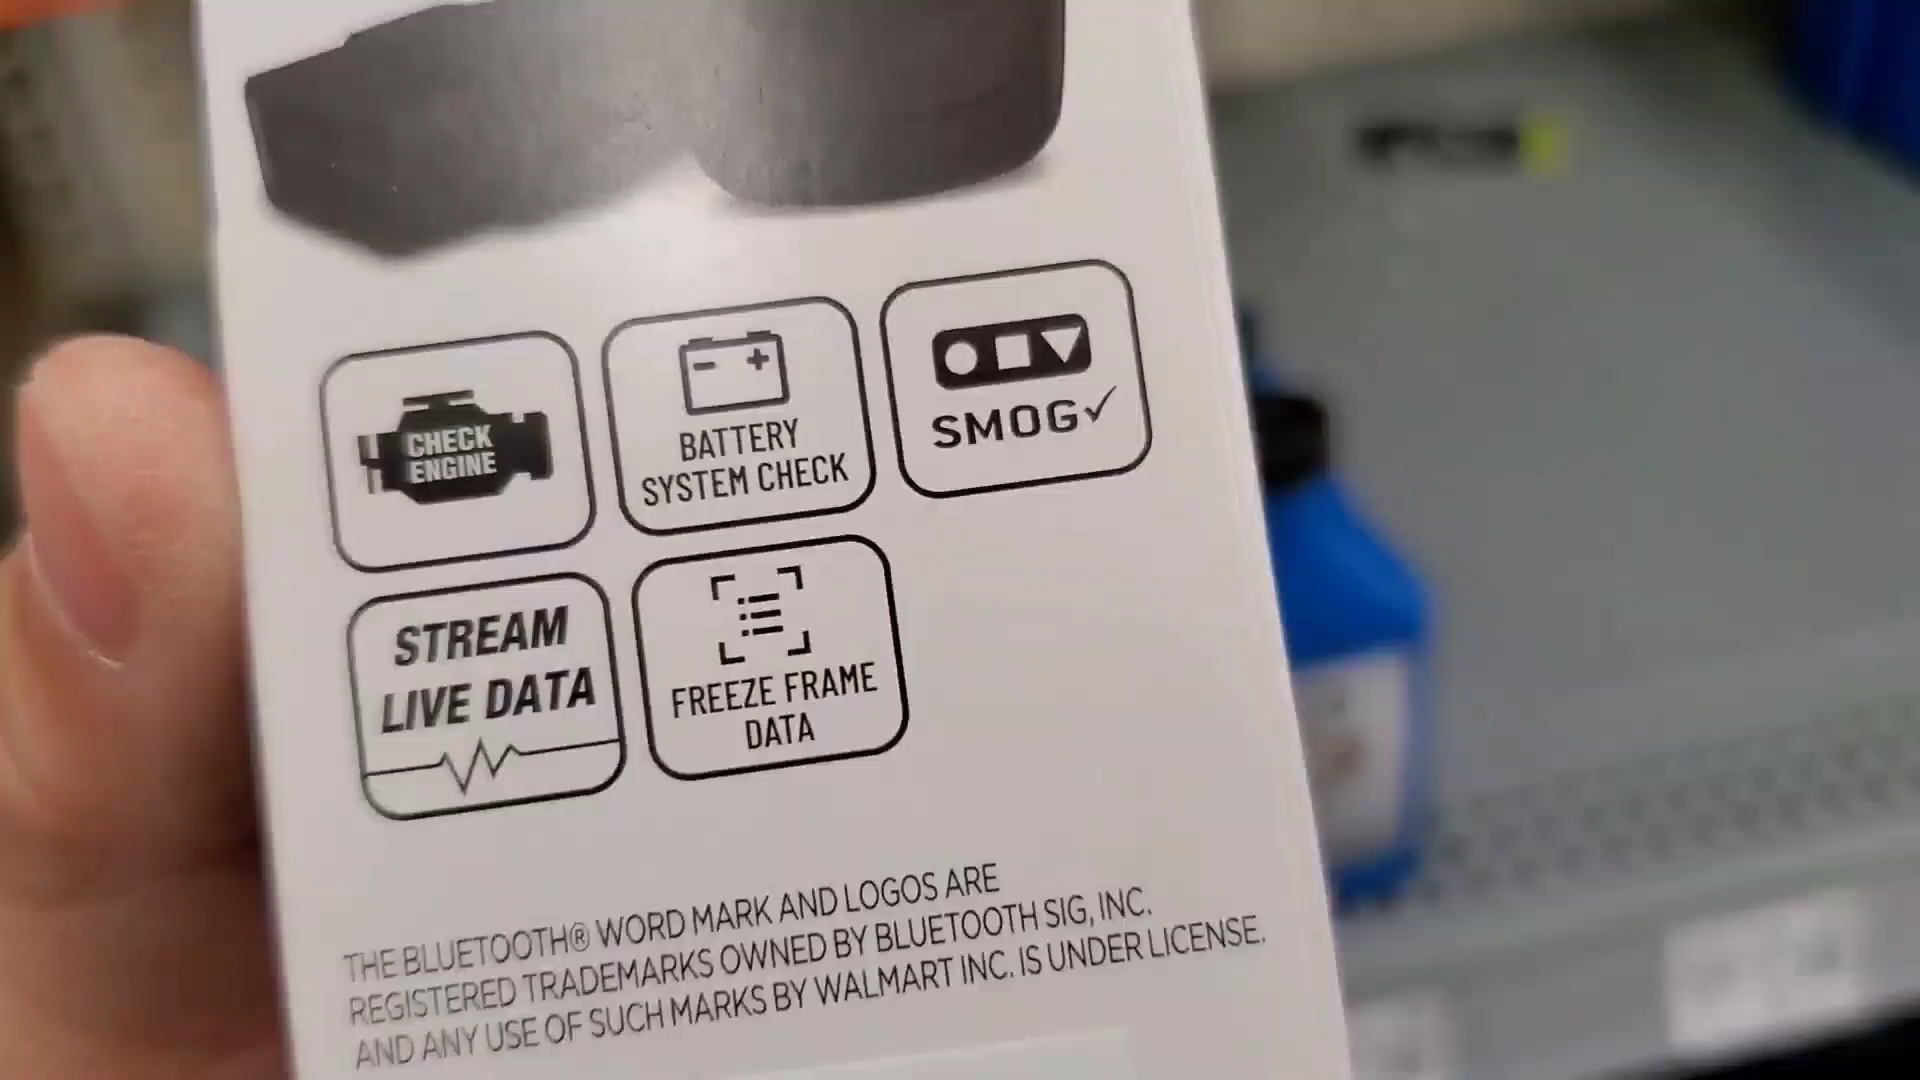 CHECK
ENGINE
BATTERY
SYSTEM CHECK
SMOG✓
STREAM
LIVE DATA
FREEZE FRAME
DATA
THE BLUETOOTH® WORD MARK AND LOGOS ARE
REGISTERED TRADEMARKS OWNED BY BLUETOOTH SIG, INC.
AND ANY USE OF SUCH MARKS BY WALMART INC. IS UNDER LICENSE.